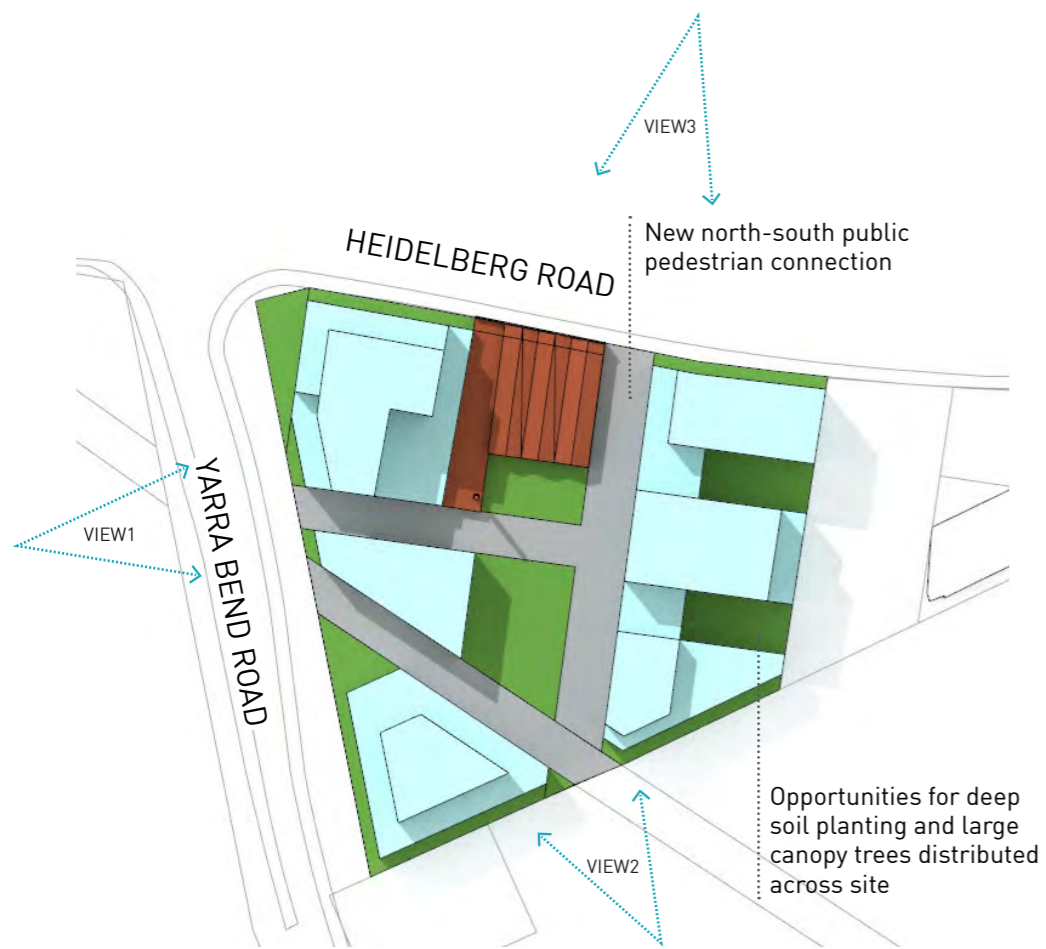 VIEW3
New north-south public
pedestrian connection
HEIDELBERG ROAD
YARRA BEND ROAD
VIEW1
Opportunities for deep
soil planting and large
canopy trees distributed
across site
VIEW2